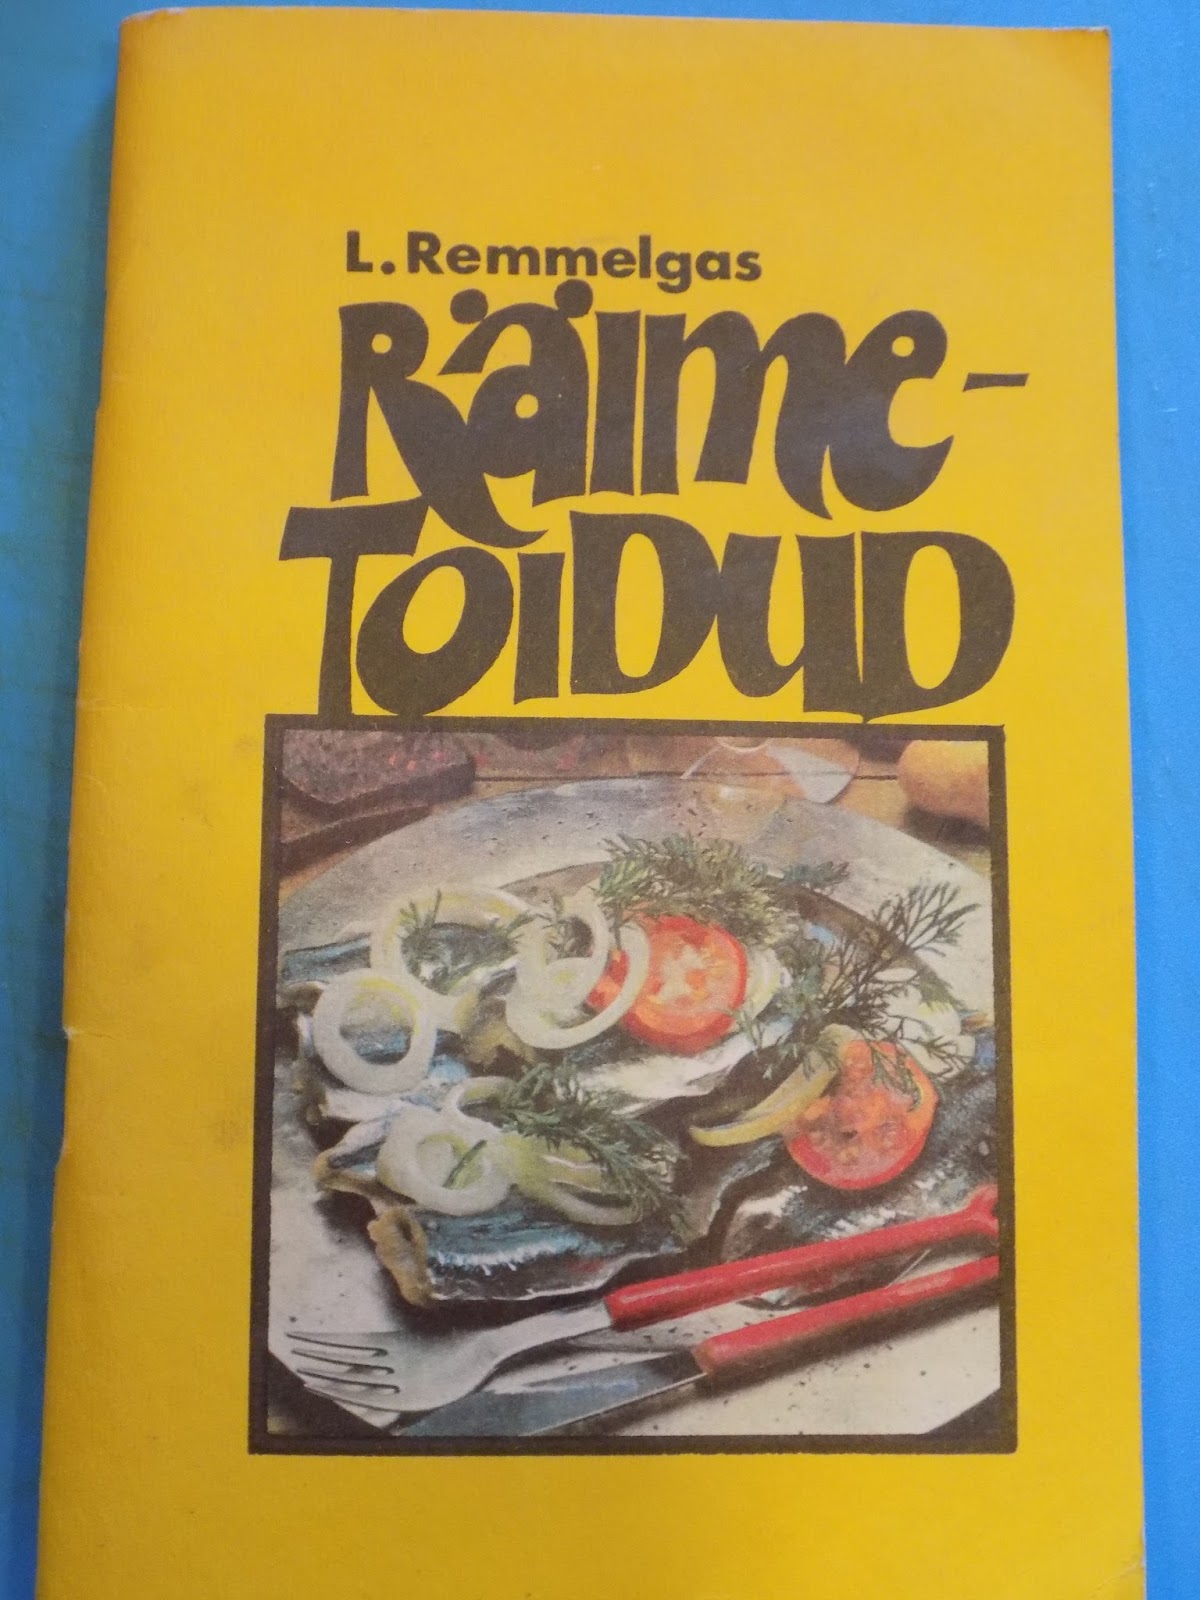 L. Remmelgas
Räime-
TOIDUD